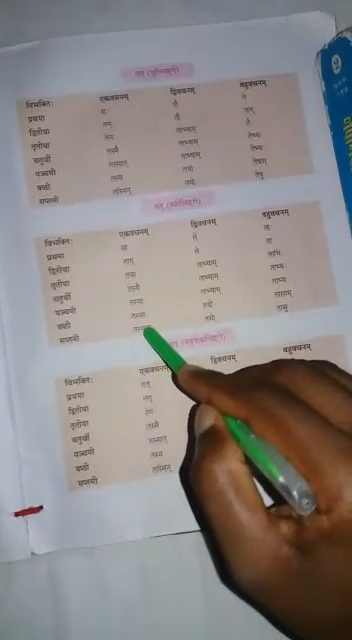 तद् (पुल्लिङ्गे)
विभक्तिः एकवचनम् द्विवचनम् बहुवचनम्
प्रथमा सः तौ ते
द्वितीया तम् तौ तान्
तृतीया तेन ताभ्याम् तैः
चतुर्थी तस्मै ताभ्याम् तेभ्यः
पञ्चमी तस्मात् ताभ्याम् तेभ्यः
षष्ठी तस्य तयोः तेषाम्
सप्तमी तस्मिन् तयोः तेषु
तद् (स्त्रीलिङ्गे)
विभक्तिः एकवचनम् द्विवचनम् बहुवचनम्
प्रथमा सा ते ताः
द्वितीया ताम् ते ताः
तृतीया तया ताभ्याम् ताभिः
चतुर्थी तस्यै ताभ्याम् ताभ्यः
पञ्चमी तस्याः ताभ्याम् ताभ्यः
षष्ठी तस्याः तयोः तासाम्
सप्तमी तयोः तासु
(नपुंसकलिङ्गे)
विभक्तिः एकवचनम् द्विवचनम् बहुवचनम्
प्रथमा तत्
द्वितीया तत्
तृतीया तेन
चतुर्थी तस्मै
पञ्चमी तस्मात्
षष्ठी तस्य
सप्तमी तस्मिन्